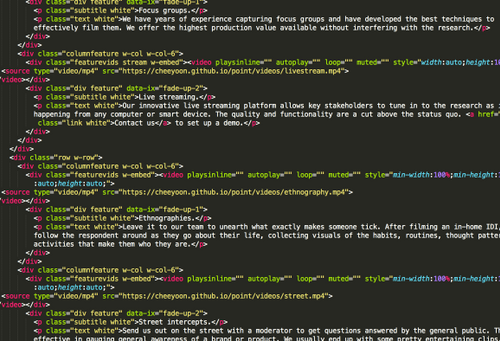 <div class="div feature" data-ix="fade-up-1">
<p class="subtitle white">Focus groups.</p>
<p class="text white">We have years of experience capturing focus groups and have developed the best techniques to
effectively film them. We offer the highest production value available without interfering with the research.</p>
</div>
</div>
<div class="columnfeature w-col w-col-6">
<div class="featurevids stream w-embed"><video playsinline="" autoplay="" loop="" muted="" style="width:auto;height:10
<source type="video/mp4" src="https://cheeyoon.github.io/point/videos/livestream.mp4">
video></div>
<div class="div feature" data-ix="fade-up-2">
<p class="subtitle white">Live streaming.</p>
<p class="text white">Our innovative live streaming platform allows key stakeholders to tune in to the research as i
happening from any computer or smart device. The quality and functionality are a cut above the status quo. <a href="
class="link white">Contact us</a> to set up a demo.</p>
</div>
</div>
</div>
<div class="row w-row">
<div class="columnfeature w-col w-col-6">
<div class="featurevids w-embed"><video playsinline="" autoplay="" loop="" muted="" style="min-width:100%;min-height:1
:auto;height:auto;">
<source type="video/mp4" src="https://cheeyoon.github.io/point/videos/ethnography.mp4">
video></div>
<div class="div feature" data-ix="fade-up-1">
<p class="subtitle white">Ethnographies.</p>
<p class="text white">Leave it to our team to unearth what exactly makes someone tick. After filming an in-home IDI,
follow the respondent around as they go about their life, collecting visuals of the habits, routines, thought patter
activities that make them who they are.</p>
</div>
</div>
<div class="columnfeature w-col w-col-6">
<div class="featurevids w-embed"><video playsinline="" autoplay="" loop="" muted="" style="min-width:100%;min-height:1
:auto;height:auto;">
<source type="video/mp4" src="https://cheeyoon.github.io/point/videos/street.mp4">
video></div>
<div class="div feature" data-ix="fade-up-2">
<p class="subtitle white">Street intercepts.</p>
<p class="text white">Send us out on the street with a moderator to get questions answered by the general public. Th
effective in gauging general awareness of a brand or product. We usually end up with some pretty entertaining clips